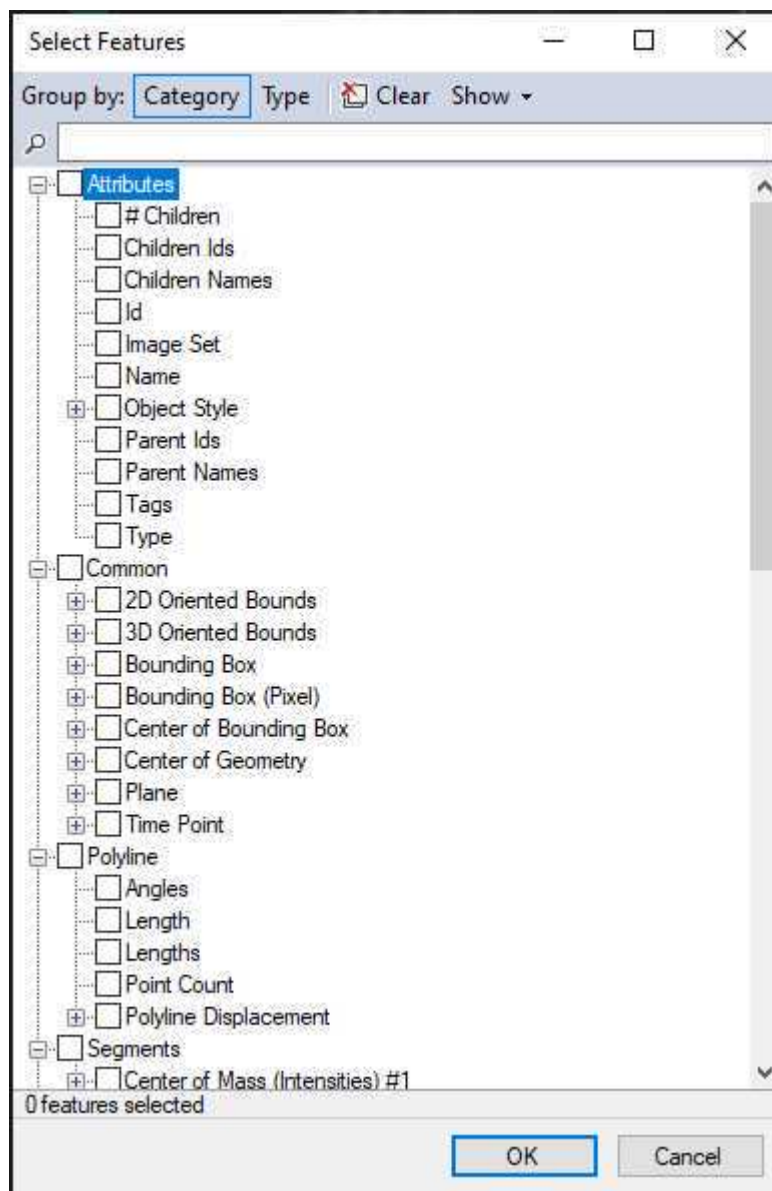 Select Features
Group by: Category Type Clear Show
Attributes
# Children
Children Ids
Children Names
Id
Image Set
Name
Object Style
Parent Ids
Parent Names
Tags
Type
Common
2D Oriented Bounds
3D Oriented Bounds
Bounding Box
Bounding Box (Pixel)
Center of Bounding Box
Center of Geometry
Plane
Time Point
Polyline
Angles
Length
Lengths
Point Count
Polyline Displacement
Segments
Center of Mass (Intensities) #1
0 features selected
OK Cancel